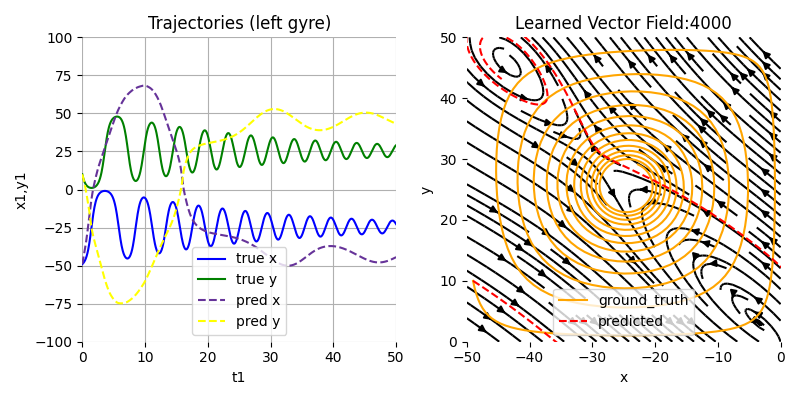 Trajectories (left gyre)
x1,y1
100
75
50
25
0
−25
−50
−75
−100
0
10
20
30
40
50
t1
true x
true y
pred x
pred y
Learned Vector Field:4000
y
50
40
30
20
10
0
−50
−40
−30
−20
−10
0
x
ground_truth
predicted